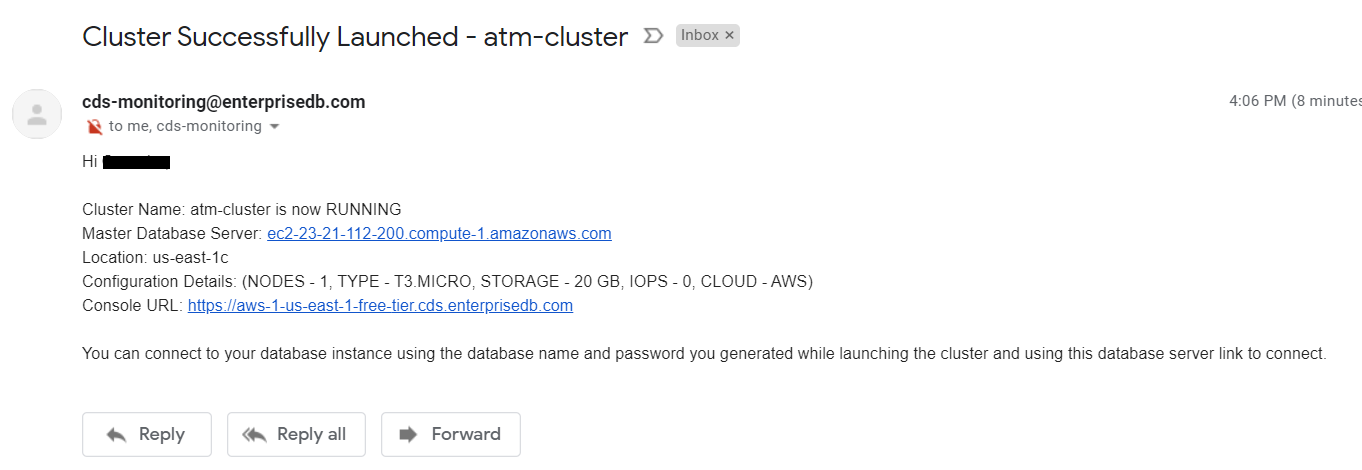 Cluster Successfully Launched - atm-cluster Inbox ×
cds-monitoring@enterprisedb.com 4:06 PM (8 minutes
to me, cds-monitoring
Hi
Cluster Name: atm-cluster is now RUNNING
Master Database Server: ec2-23-21-112-200.compute-1.amazonaws.com
Location: us-east-1c
Configuration Details: (NODES - 1, TYPE - T3.MICRO, STORAGE - 20 GB, IOPS - 0, CLOUD - AWS)
Console URL: https://aws-1-us-east-1-free-tier.cds.enterprisedb.com
You can connect to your database instance using the database name and password you generated while launching the cluster and using this database server link to connect.
Reply Reply all Forward